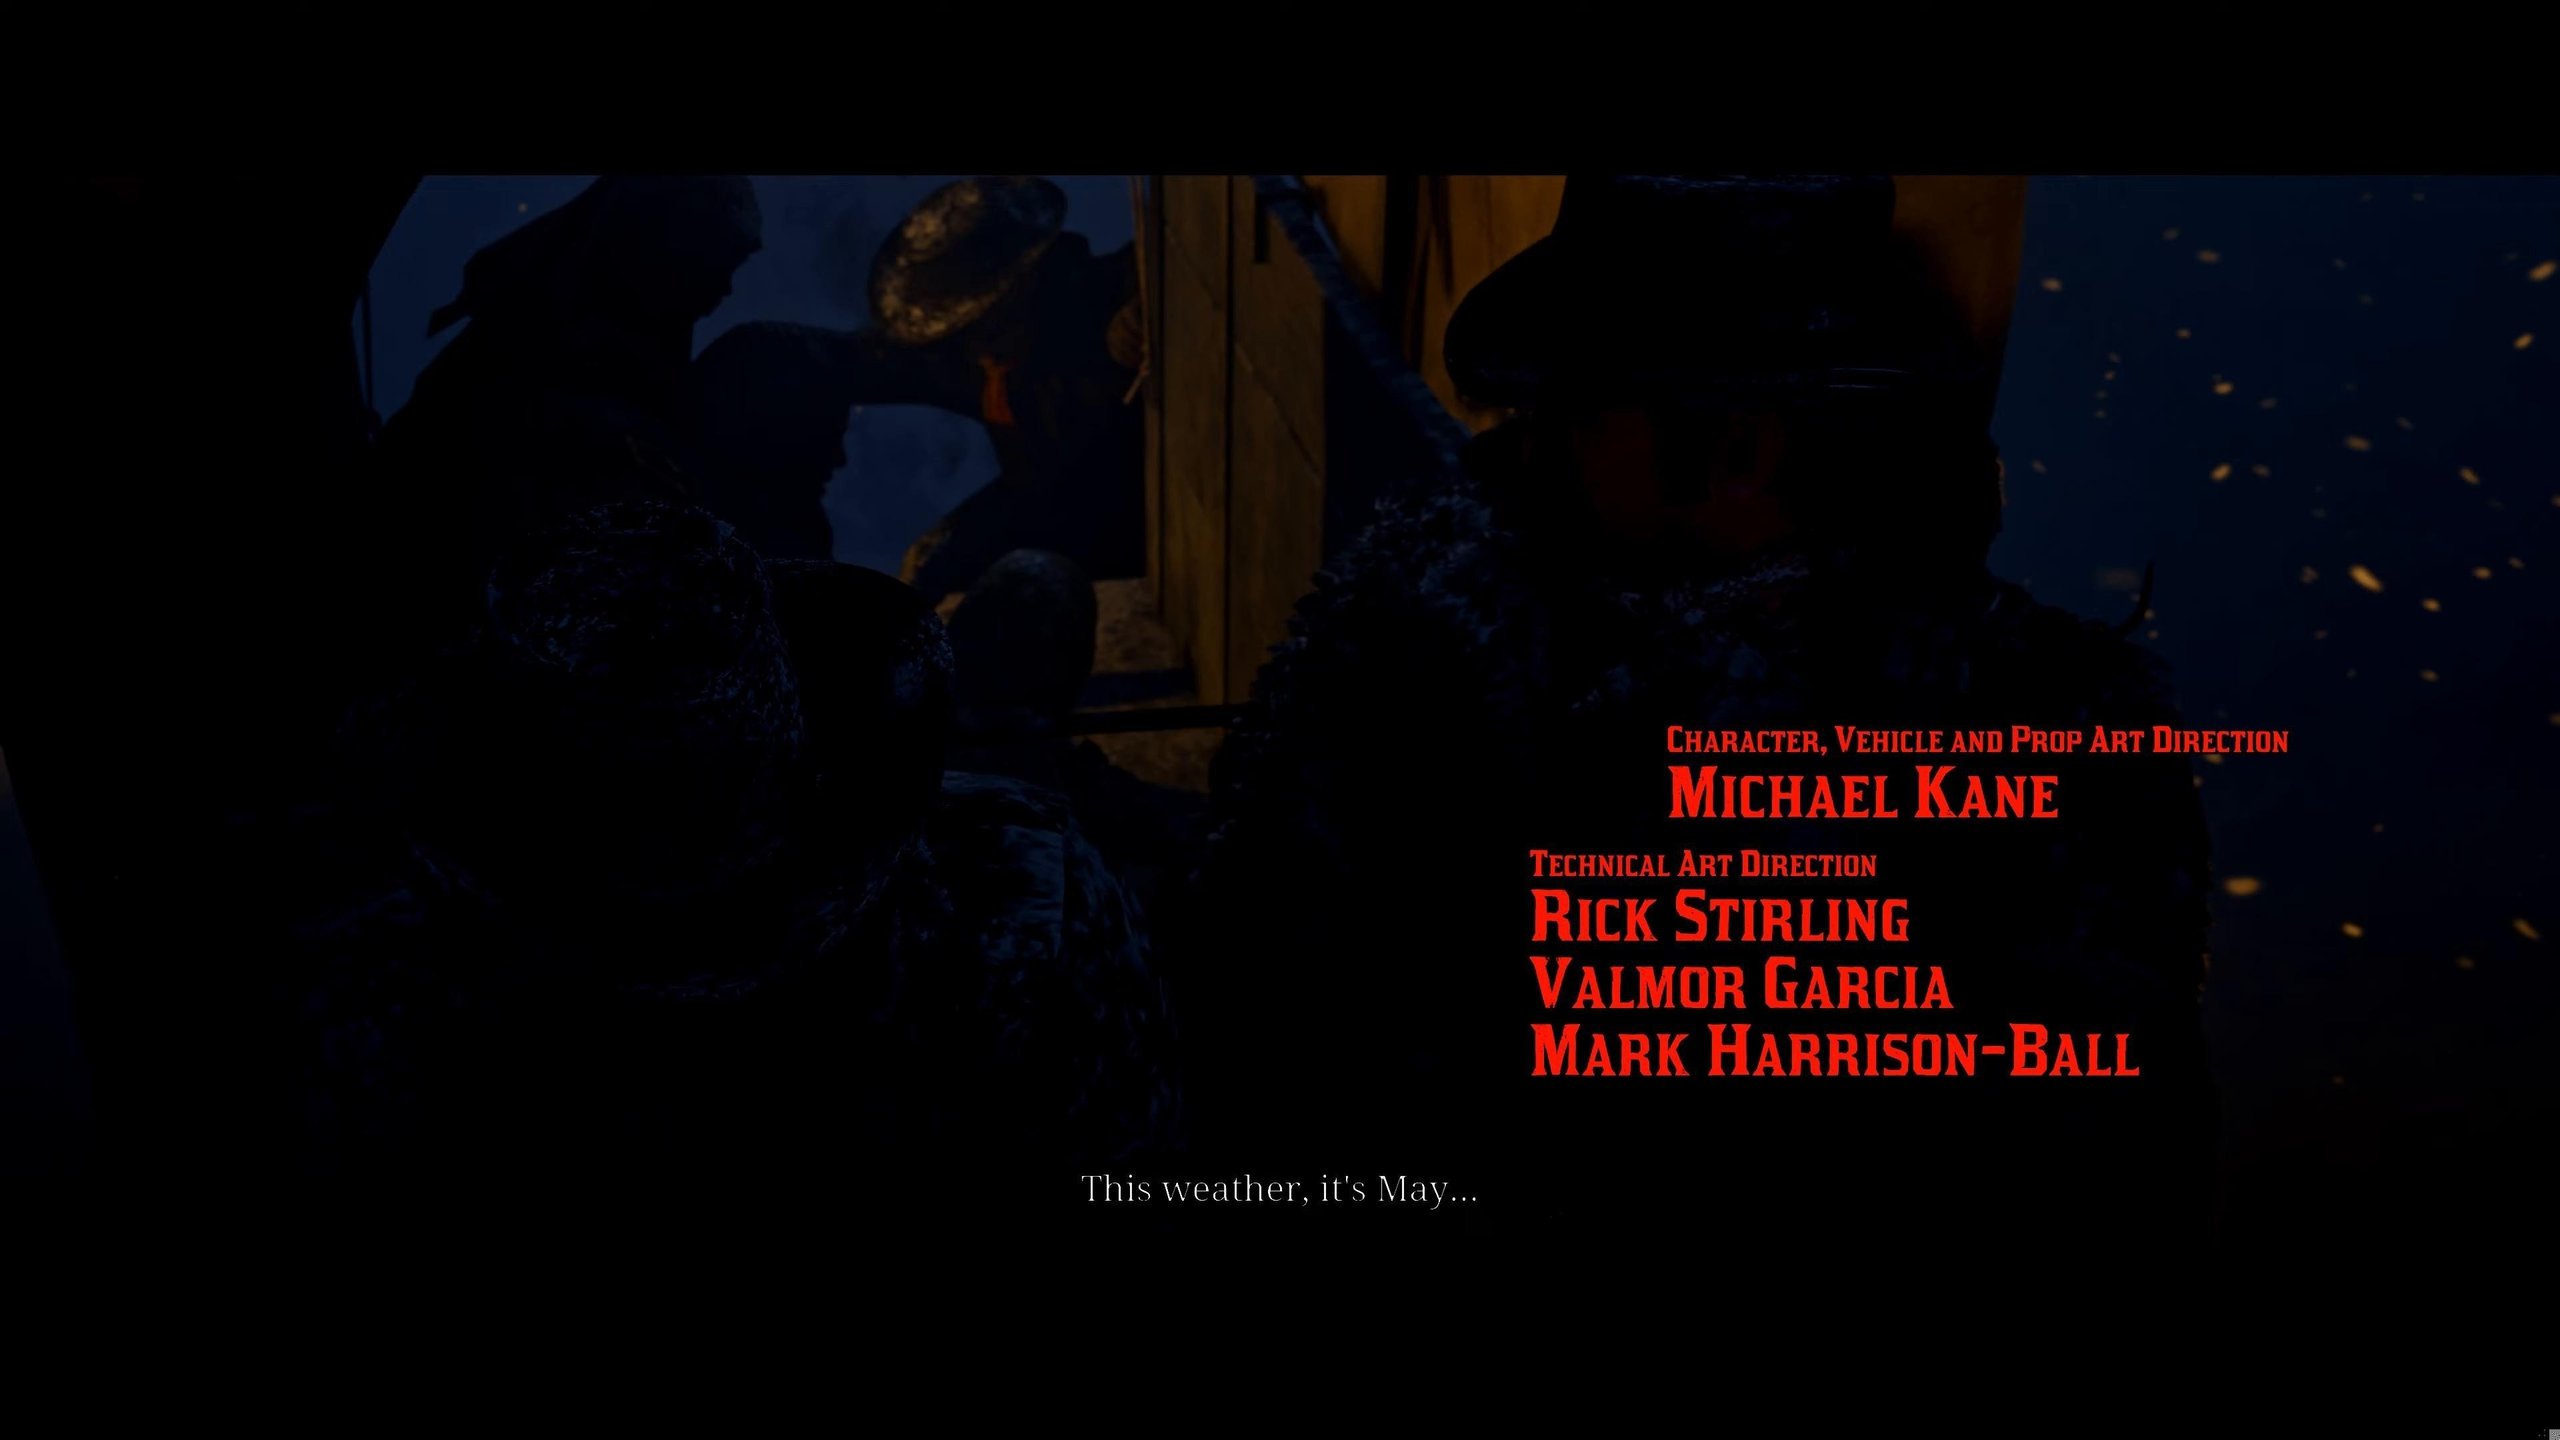 Character, Vehicle and Prop Art Direction
Michael Kane
Technical Art Direction
Rick Stirling
Valmor Garcia
Mark Harrison-Ball
This weather, it's May...